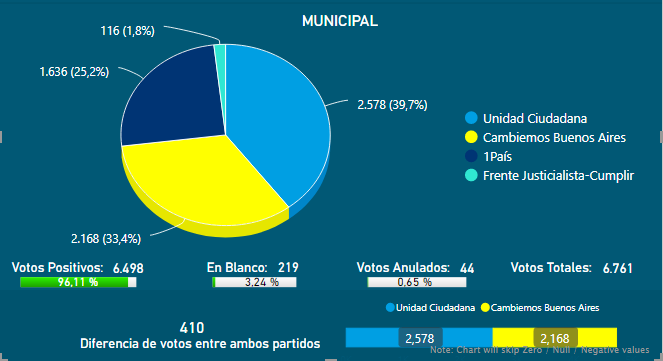 MUNICIPAL
116 (1,8%)
1.636 (25,2%)
2.578 (39,7%)
2.168 (33,4%)
Unidad Ciudadana
Cambiemos Buenos Aires
1País
Frente Justicialista-Cumplir
Votos Positivos: 6.498
96,11 %
En Blanco: 219
3,24 %
Votos Anulados: 44
0,65 %
Votos Totales: 6.761
410
Diferencia de votos entre ambos partidos
Unidad Ciudadana Cambiemos Buenos Aires
2,578 2,168
Note: Chart will skip Zero / Null / Negative values